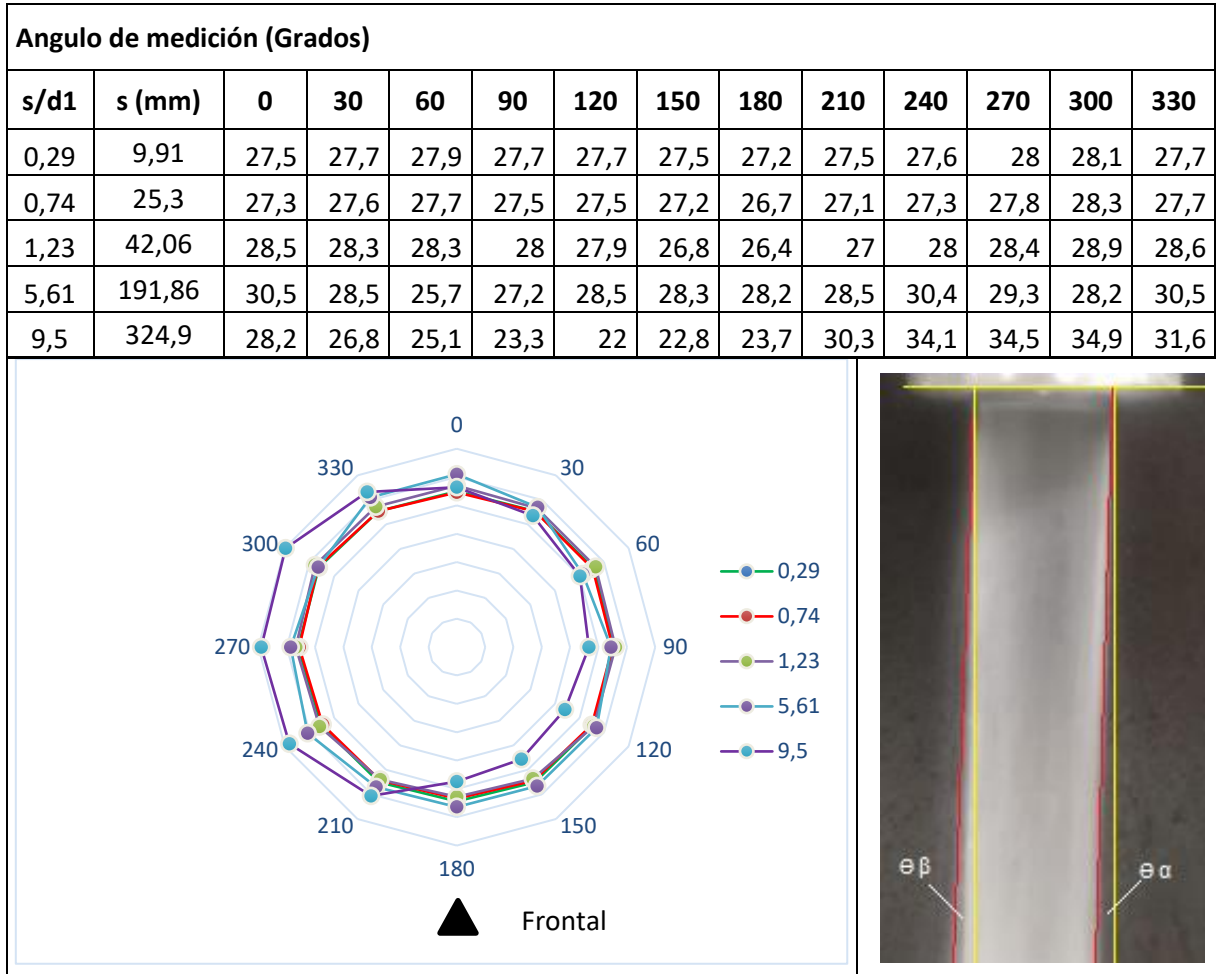 Angulo de medición (Grados)
s/d1 s (mm) 0 30 60 90 120 150 180 210 240 270 300 330
0,29 9,91 27,5 27,7 27,9 27,7 27,7 27,5 27,2 27,5 27,6 28 28,1 27,7
0,74 25,3 27,3 27,6 27,7 27,5 27,5 27,2 26,7 27,1 27,3 27,8 28,3 27,7
1,23 42,06 28,5 28,3 28,3 28 27,9 26,8 26,4 27 28 28,4 28,9 28,6
5,61 191,86 30,5 28,5 25,7 27,2 28,5 28,3 28,2 28,5 30,4 29,3 28,2 30,5
9,5 324,9 28,2 26,8 25,1 23,3 22 22,8 23,7 30,3 34,1 34,5 34,9 31,6
0
30
60
90
120
150
180
210
240
270
300
330
0,29
0,74
1,23
5,61
9,5
Frontal
Θ β
Θ α